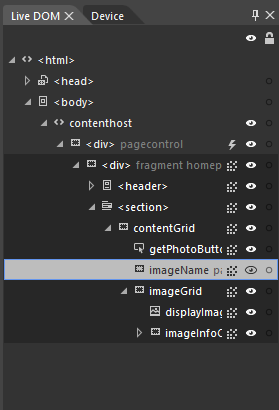 Live DOM Device
<html>
<head>
<body>
contenthost
<div> pagecontrol
<div> fragment homep
<header>
<section>
contentGrid
getPhotoButto
imageName pa
imageGrid
displayImag
imageInfoC